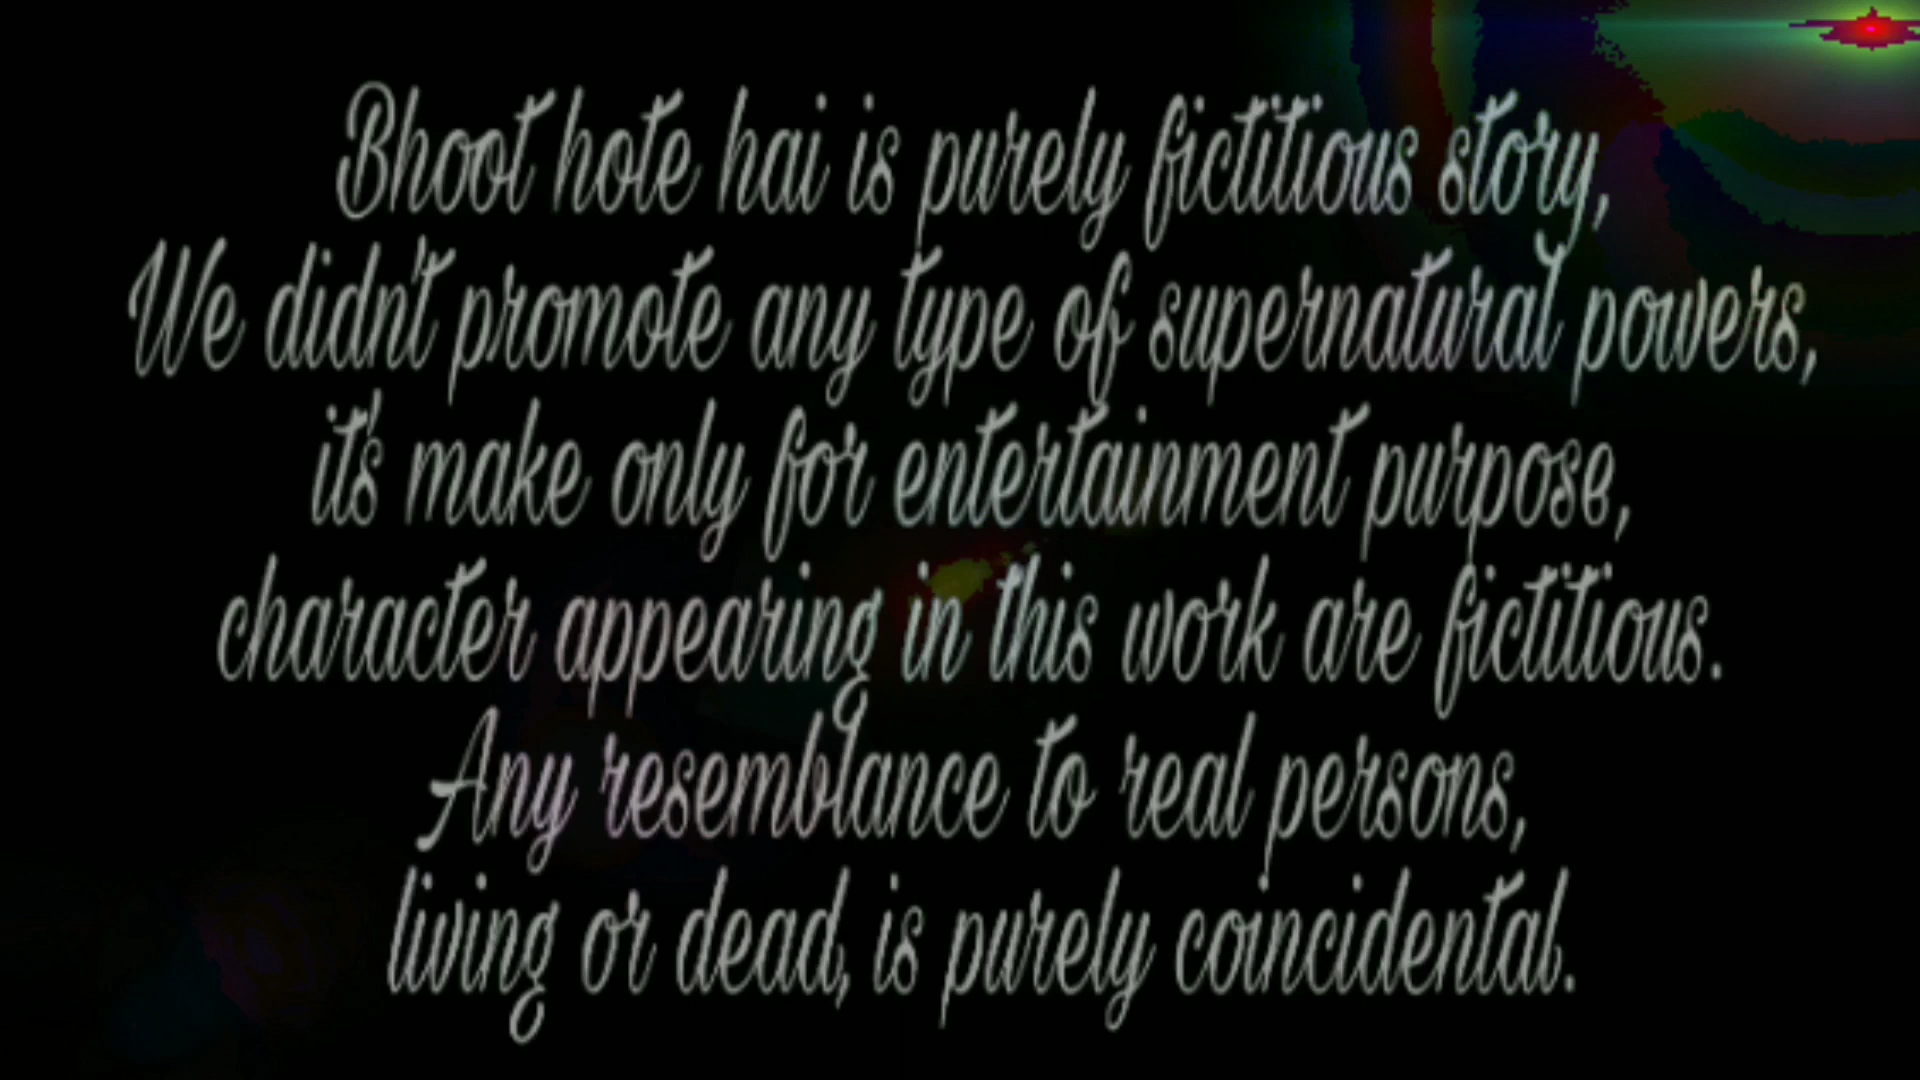 Bhoot hote hai is purely fictitious story,
We didn't promote any type of supernatural powers,
it's make only for entertainment purpose,
character appearing in this work are fictitious.
Any resemblance to real persons,
living or dead, is purely coincidental.